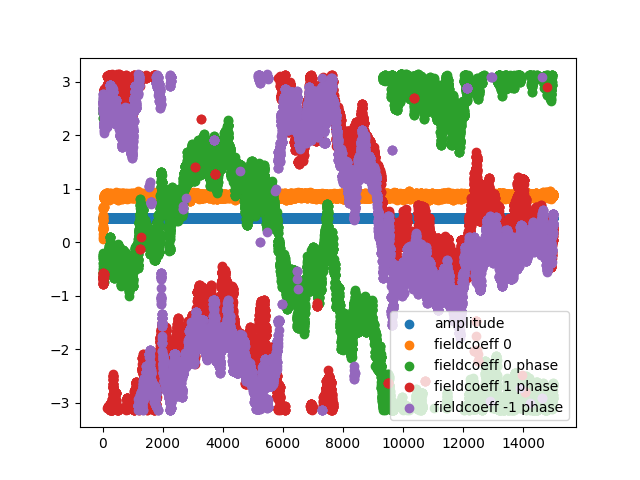 3
2
1
0
−1
−2
−3
amplitude
fieldcoeff 0
fieldcoeff 0 phase
fieldcoeff 1 phase
fieldcoeff -1 phase
0 2000 4000 6000 8000 10000 12000 14000